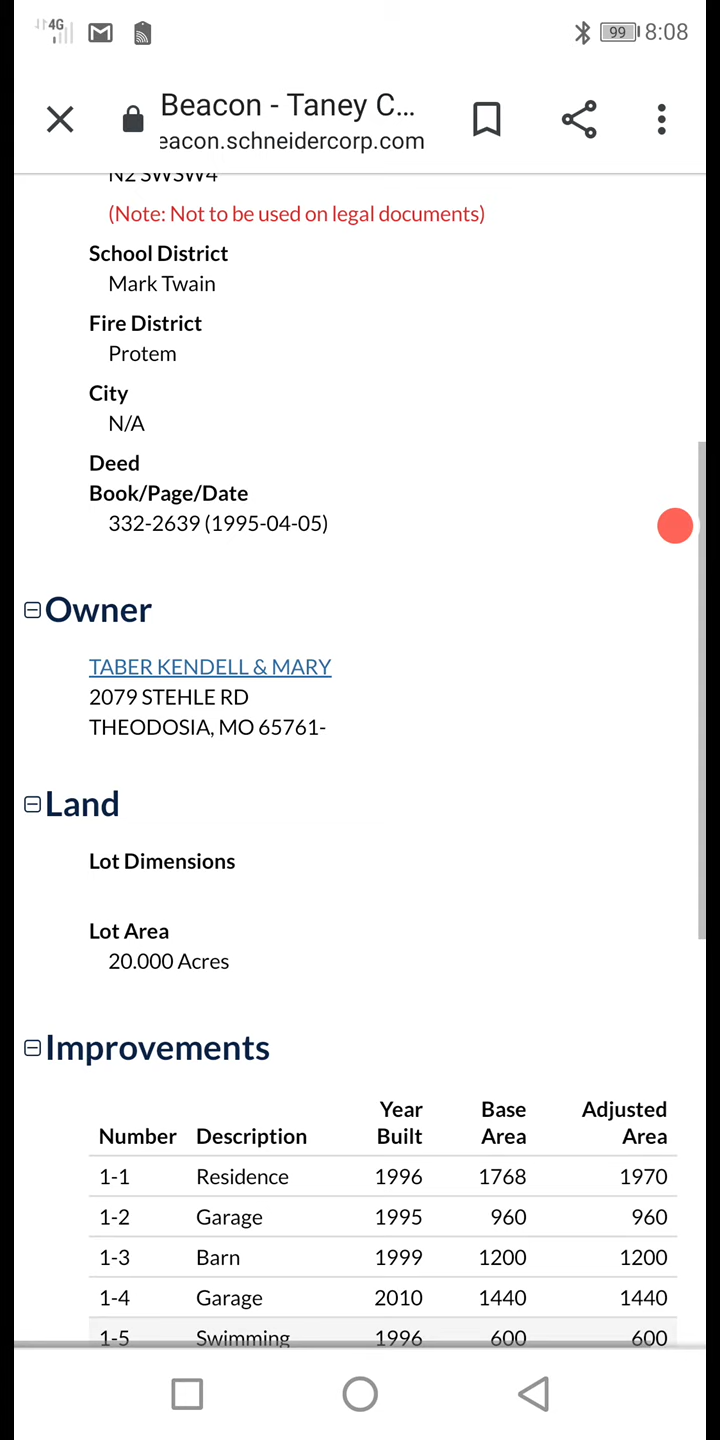 4G
99 8:08
Beacon - Taney C...
eacon.schneidercorp.com
N2 SWSW4
(Note: Not to be used on legal documents)
School District
Mark Twain
Fire District
Protem
City
N/A
Deed
Book/Page/Date
332-2639 (1995-04-05)
Owner
TABER KENDELL & MARY
2079 STEHLE RD
THEODOSIA, MO 65761-
Land
Lot Dimensions
Lot Area
20.000 Acres
Improvements
Year Base Adjusted
Number Description Built Area Area
1-1 Residence 1996 1768 1970
1-2 Garage 1995 960 960
1-3 Barn 1999 1200 1200
1-4 Garage 2010 1440 1440
1-5 Swimming 1996 600 600